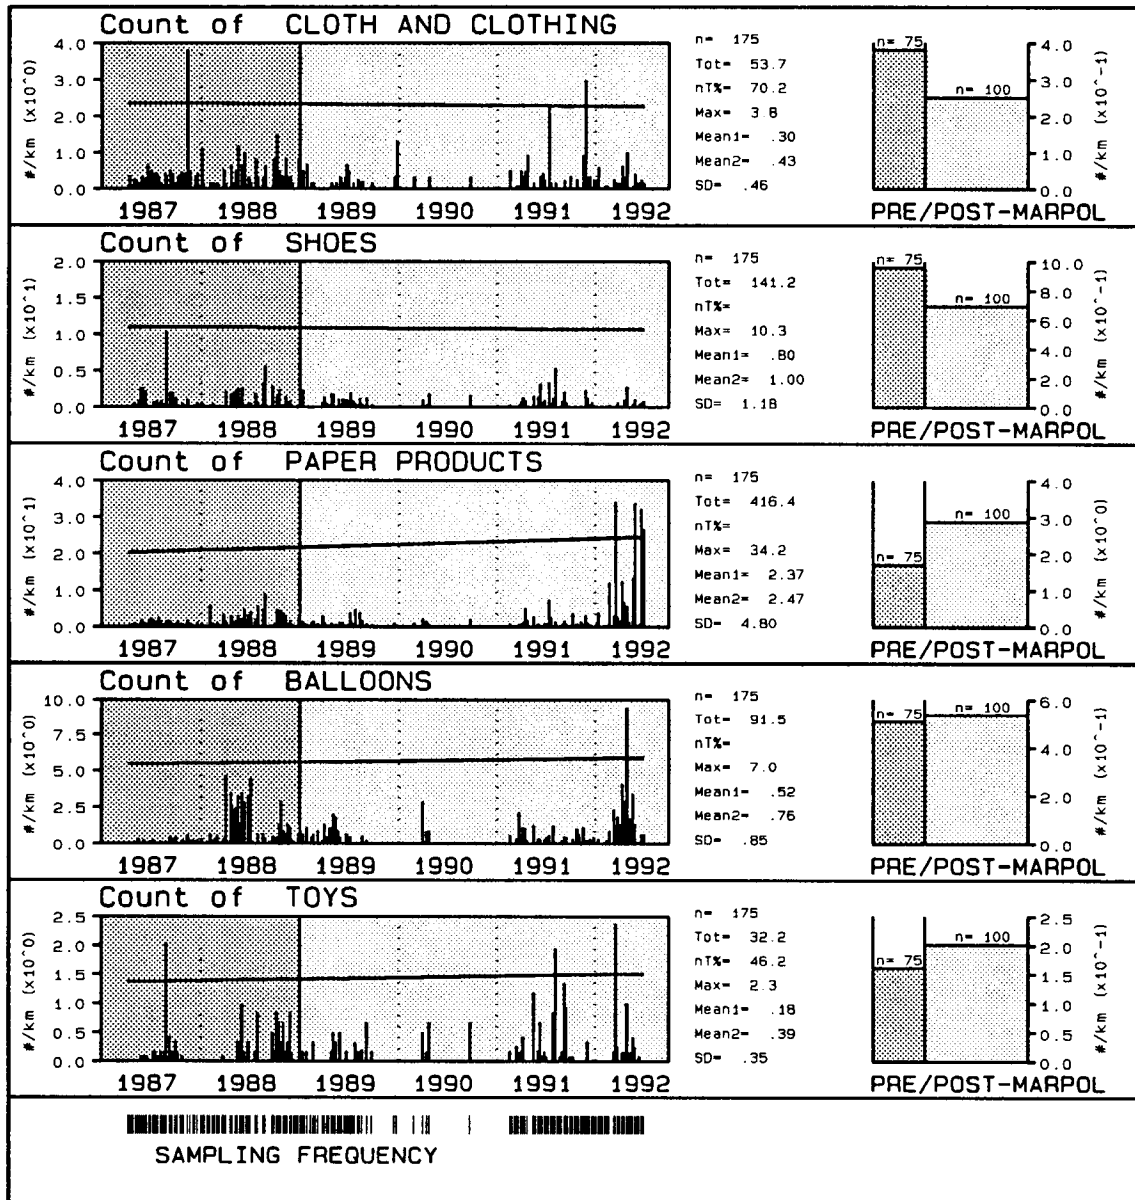 Count of CLOTH AND CLOTHING
#/km (x10^0)
4.0
3.0
2.0
1.0
0.0
1987 1988 1989 1990 1991 1992
n= 175
Tot= 53.7
nT%= 70.2
Max= 3.8
Mean1= .30
Mean2= .43
SD= .46
n= 75
n= 100
4.0
3.0
2.0
1.0
0.0
#/km (x10^-1)
PRE/POST-MARPOL
Count of SHOES
#/km (x10^1)
2.0
1.5
1.0
0.5
0.0
1987 1988 1989 1990 1991 1992
n= 175
Tot= 141.2
nT%=
Max= 10.3
Mean1= .80
Mean2= 1.00
SD= 1.18
n= 75
n= 100
10.0
8.0
6.0
4.0
2.0
0.0
#/km (x10^-1)
PRE/POST-MARPOL
Count of PAPER PRODUCTS
#/km (x10^1)
4.0
3.0
2.0
1.0
0.0
1987 1988 1989 1990 1991 1992
n= 175
Tot= 416.4
nT%=
Max= 34.2
Mean1= 2.37
Mean2= 2.47
SD= 4.80
n= 75
n= 100
4.0
3.0
2.0
1.0
0.0
#/km (x10^0)
PRE/POST-MARPOL
Count of BALLOONS
#/km (x10^0)
10.0
7.5
5.0
2.5
0.0
1987 1988 1989 1990 1991 1992
n= 175
Tot= 91.5
nT%=
Max= 7.0
Mean1= .52
Mean2= .76
SD= .85
n= 75
n= 100
6.0
4.0
2.0
0.0
#/km (x10^-1)
PRE/POST-MARPOL
Count of TOYS
#/km (x10^0)
2.5
2.0
1.5
1.0
0.5
0.0
1987 1988 1989 1990 1991 1992
n= 175
Tot= 32.2
nT%= 46.2
Max= 2.3
Mean1= .18
Mean2= .39
SD= .35
n= 75
n= 100
2.5
2.0
1.5
1.0
0.5
0.0
#/km (x10^-1)
PRE/POST-MARPOL
SAMPLING FREQUENCY